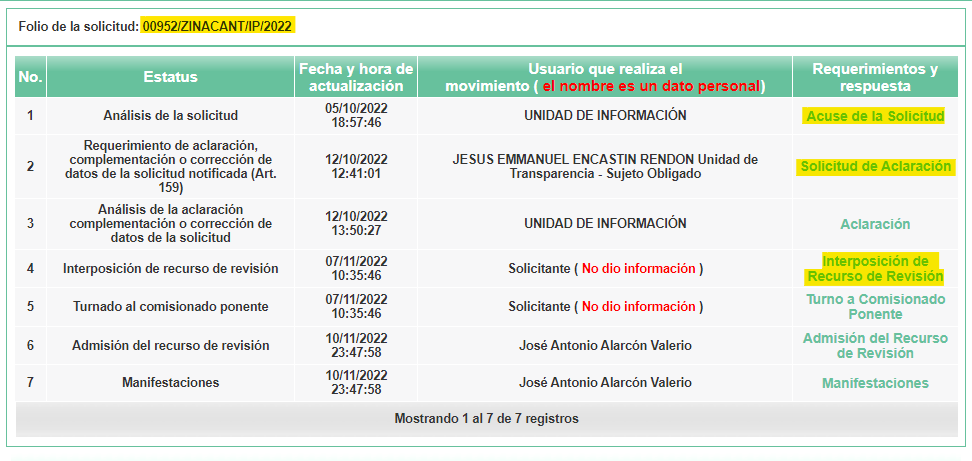 Folio de la solicitud: 00952/ZINACANT/IP/2022
No. Estatus Fecha y hora de actualización Usuario que realiza el movimiento ( el nombre es un dato personal) Requerimientos y respuesta
1 Análisis de la solicitud 05/10/2022 18:57:46 UNIDAD DE INFORMACIÓN Acuse de la Solicitud
2 Requerimiento de aclaración, complementación o corrección de datos de la solicitud notificada (Art. 159) 12/10/2022 12:41:01 JESUS EMMANUEL ENCASTIN RENDON Unidad de Transparencia - Sujeto Obligado Solicitud de Aclaración
3 Análisis de la aclaración complementación o corrección de datos de la solicitud 12/10/2022 13:50:27 UNIDAD DE INFORMACIÓN Aclaración
4 Interposición de recurso de revisión 07/11/2022 10:35:46 Solicitante ( No dio información ) Interposición de Recurso de Revisión
5 Turnado al comisionado ponente 07/11/2022 10:35:46 Solicitante ( No dio información ) Turno a Comisionado Ponente
6 Admisión del recurso de revisión 10/11/2022 23:47:58 José Antonio Alarcón Valerio Admisión del Recurso de Revisión
7 Manifestaciones 10/11/2022 23:47:58 José Antonio Alarcón Valerio Manifestaciones
Mostrando 1 al 7 de 7 registros